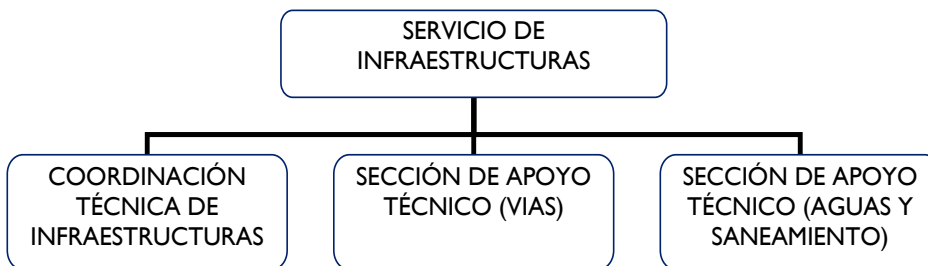 SERVICIO DE
INFRAESTRUCTURAS
COORDINACIÓN
TÉCNICA DE
INFRAESTRUCTURAS
SECCIÓN DE APOYO
TÉCNICO (VIAS)
SECCIÓN DE APOYO
TÉCNICO (AGUAS Y
SANEAMIENTO)